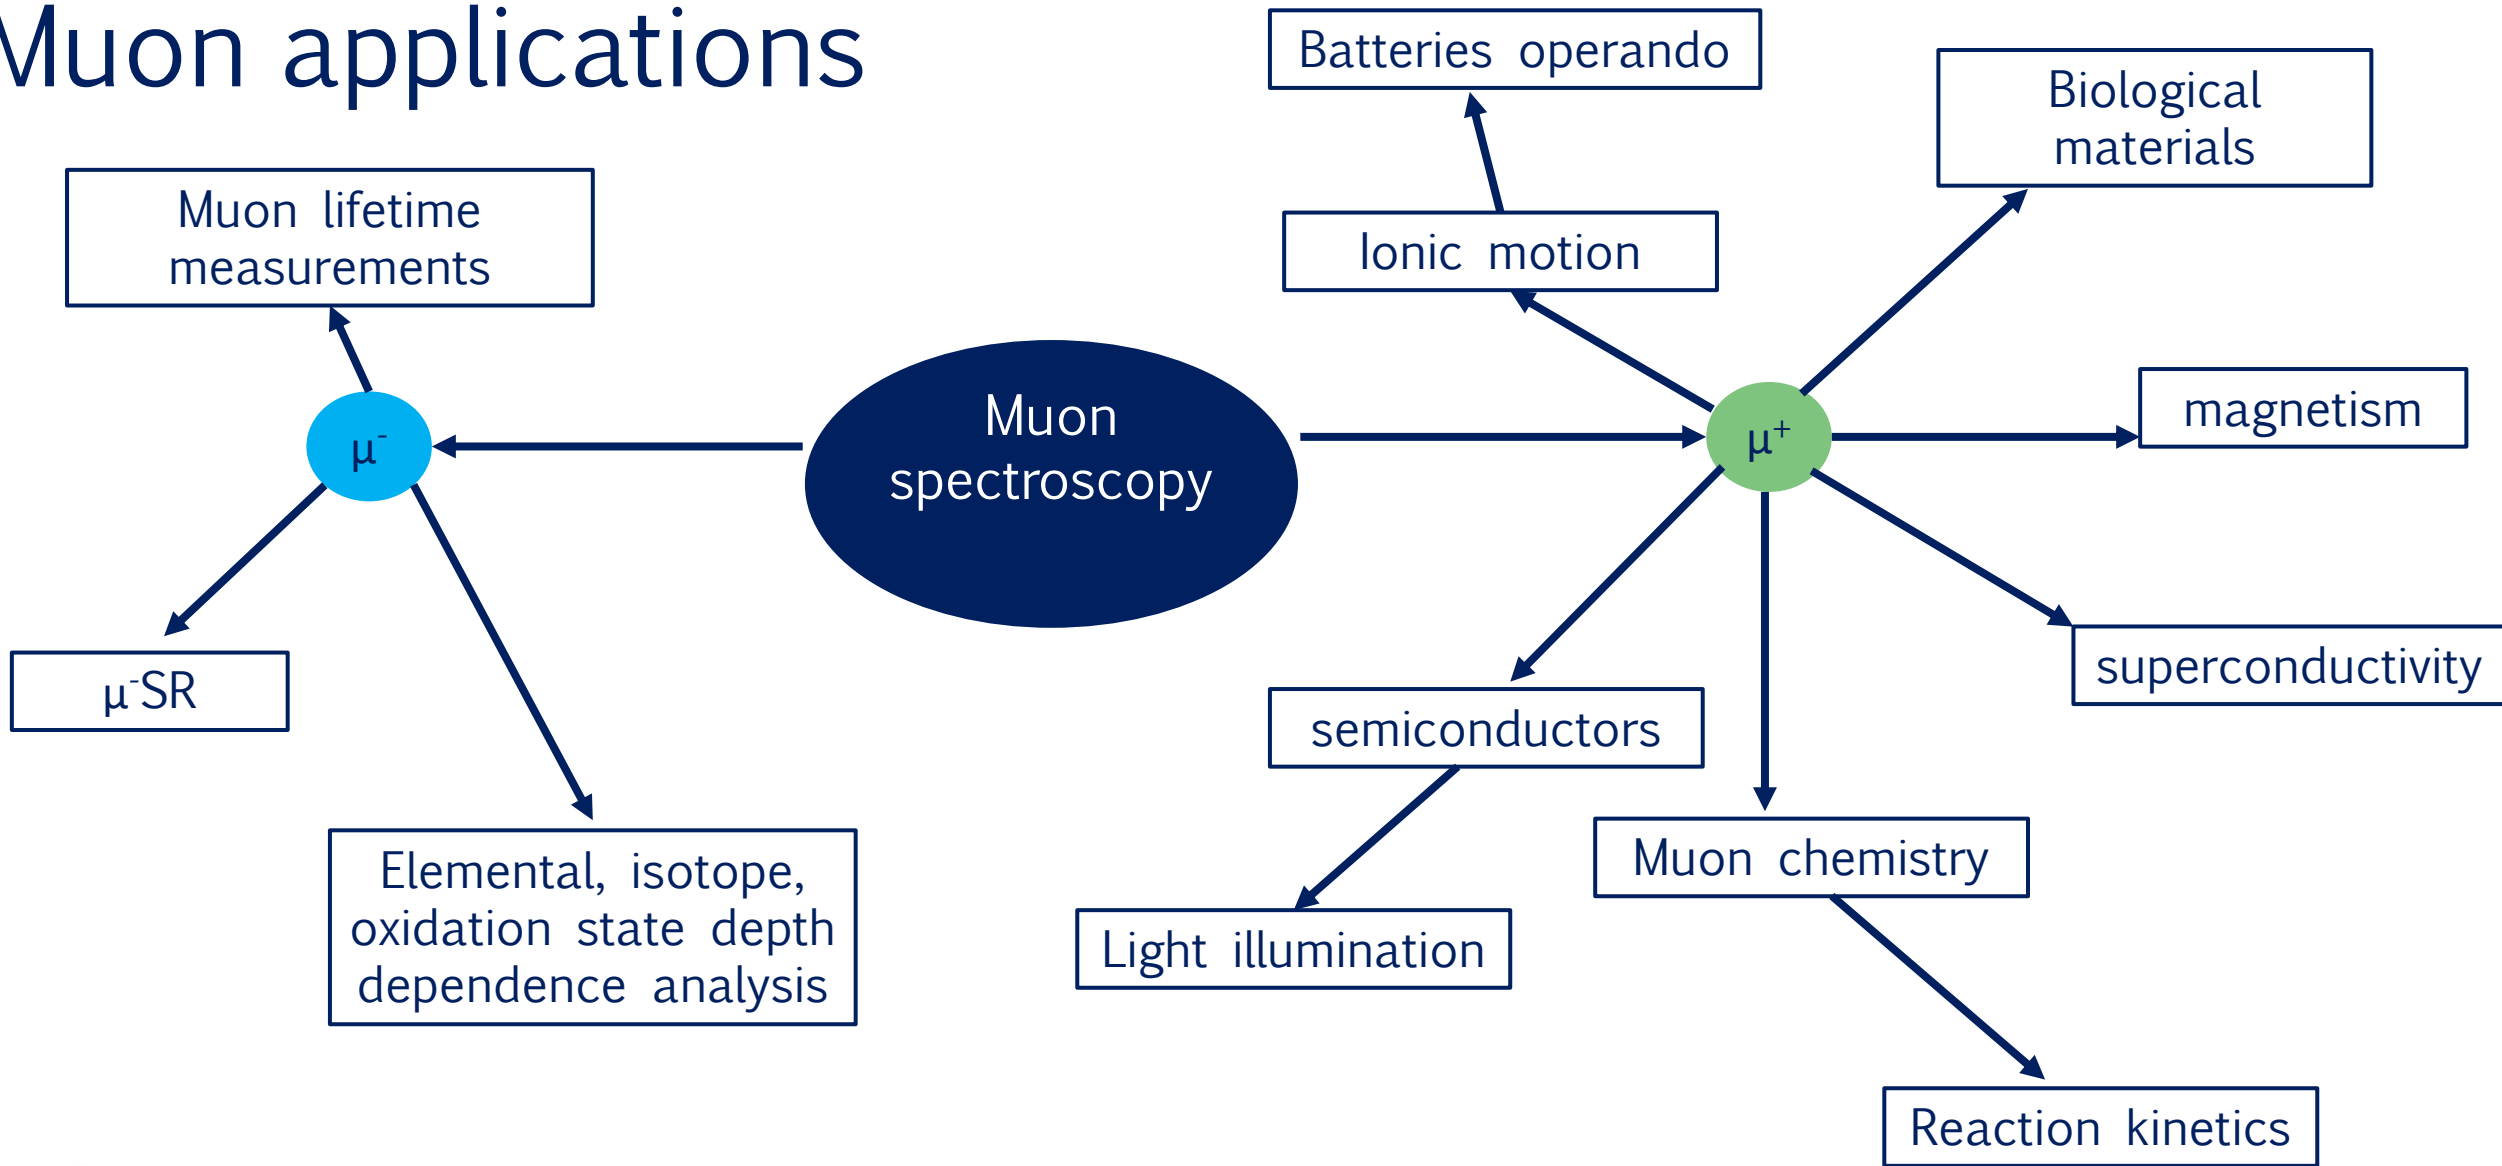 Muon applications
Batteries operando
Biological
materials
Muon lifetime
measurements
Ionic motion
Muon
spectroscopy
magnetism
µ⁻
µ⁺
µ⁻SR
superconductivity
semiconductors
Elemental, isotope,
oxidation state depth
dependence analysis
Muon chemistry
Light illumination
Reaction kinetics